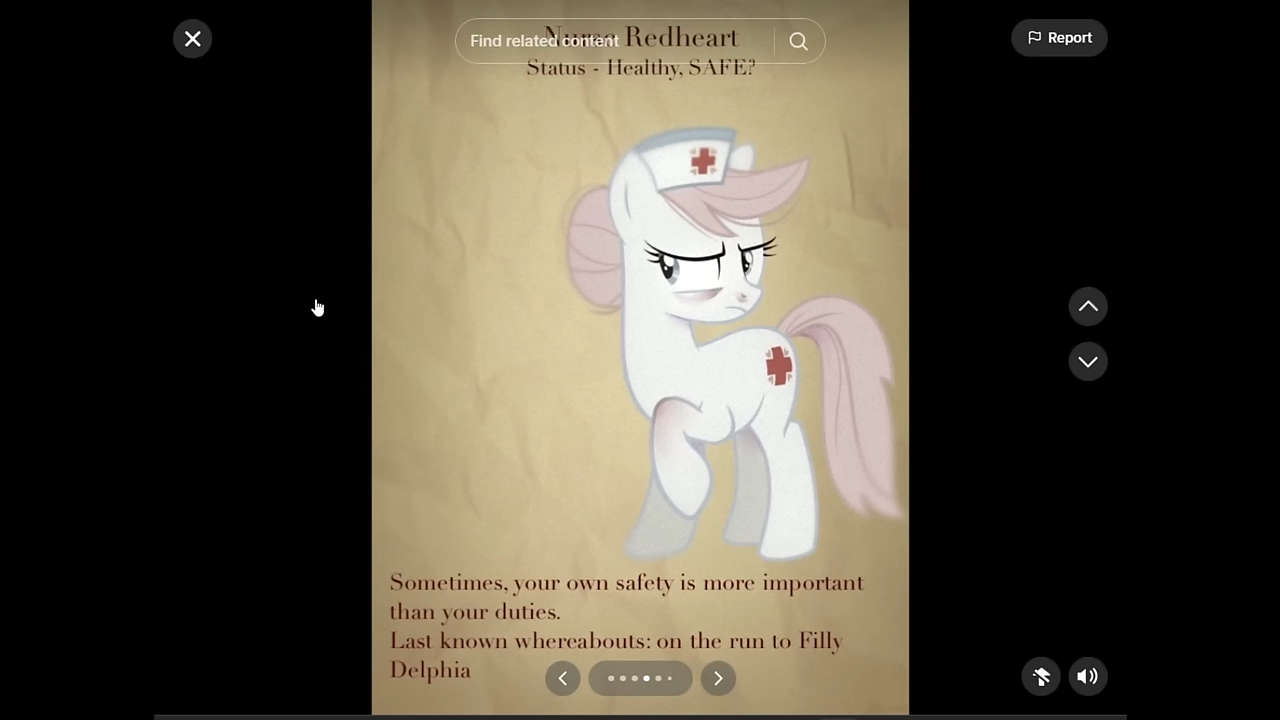 Find related content
Nurse Redheart
Report
Status - Healthy, SAFE?
Sometimes, your own safety is more important
than your duties.
Last known whereabouts: on the run to Filly
Delphia